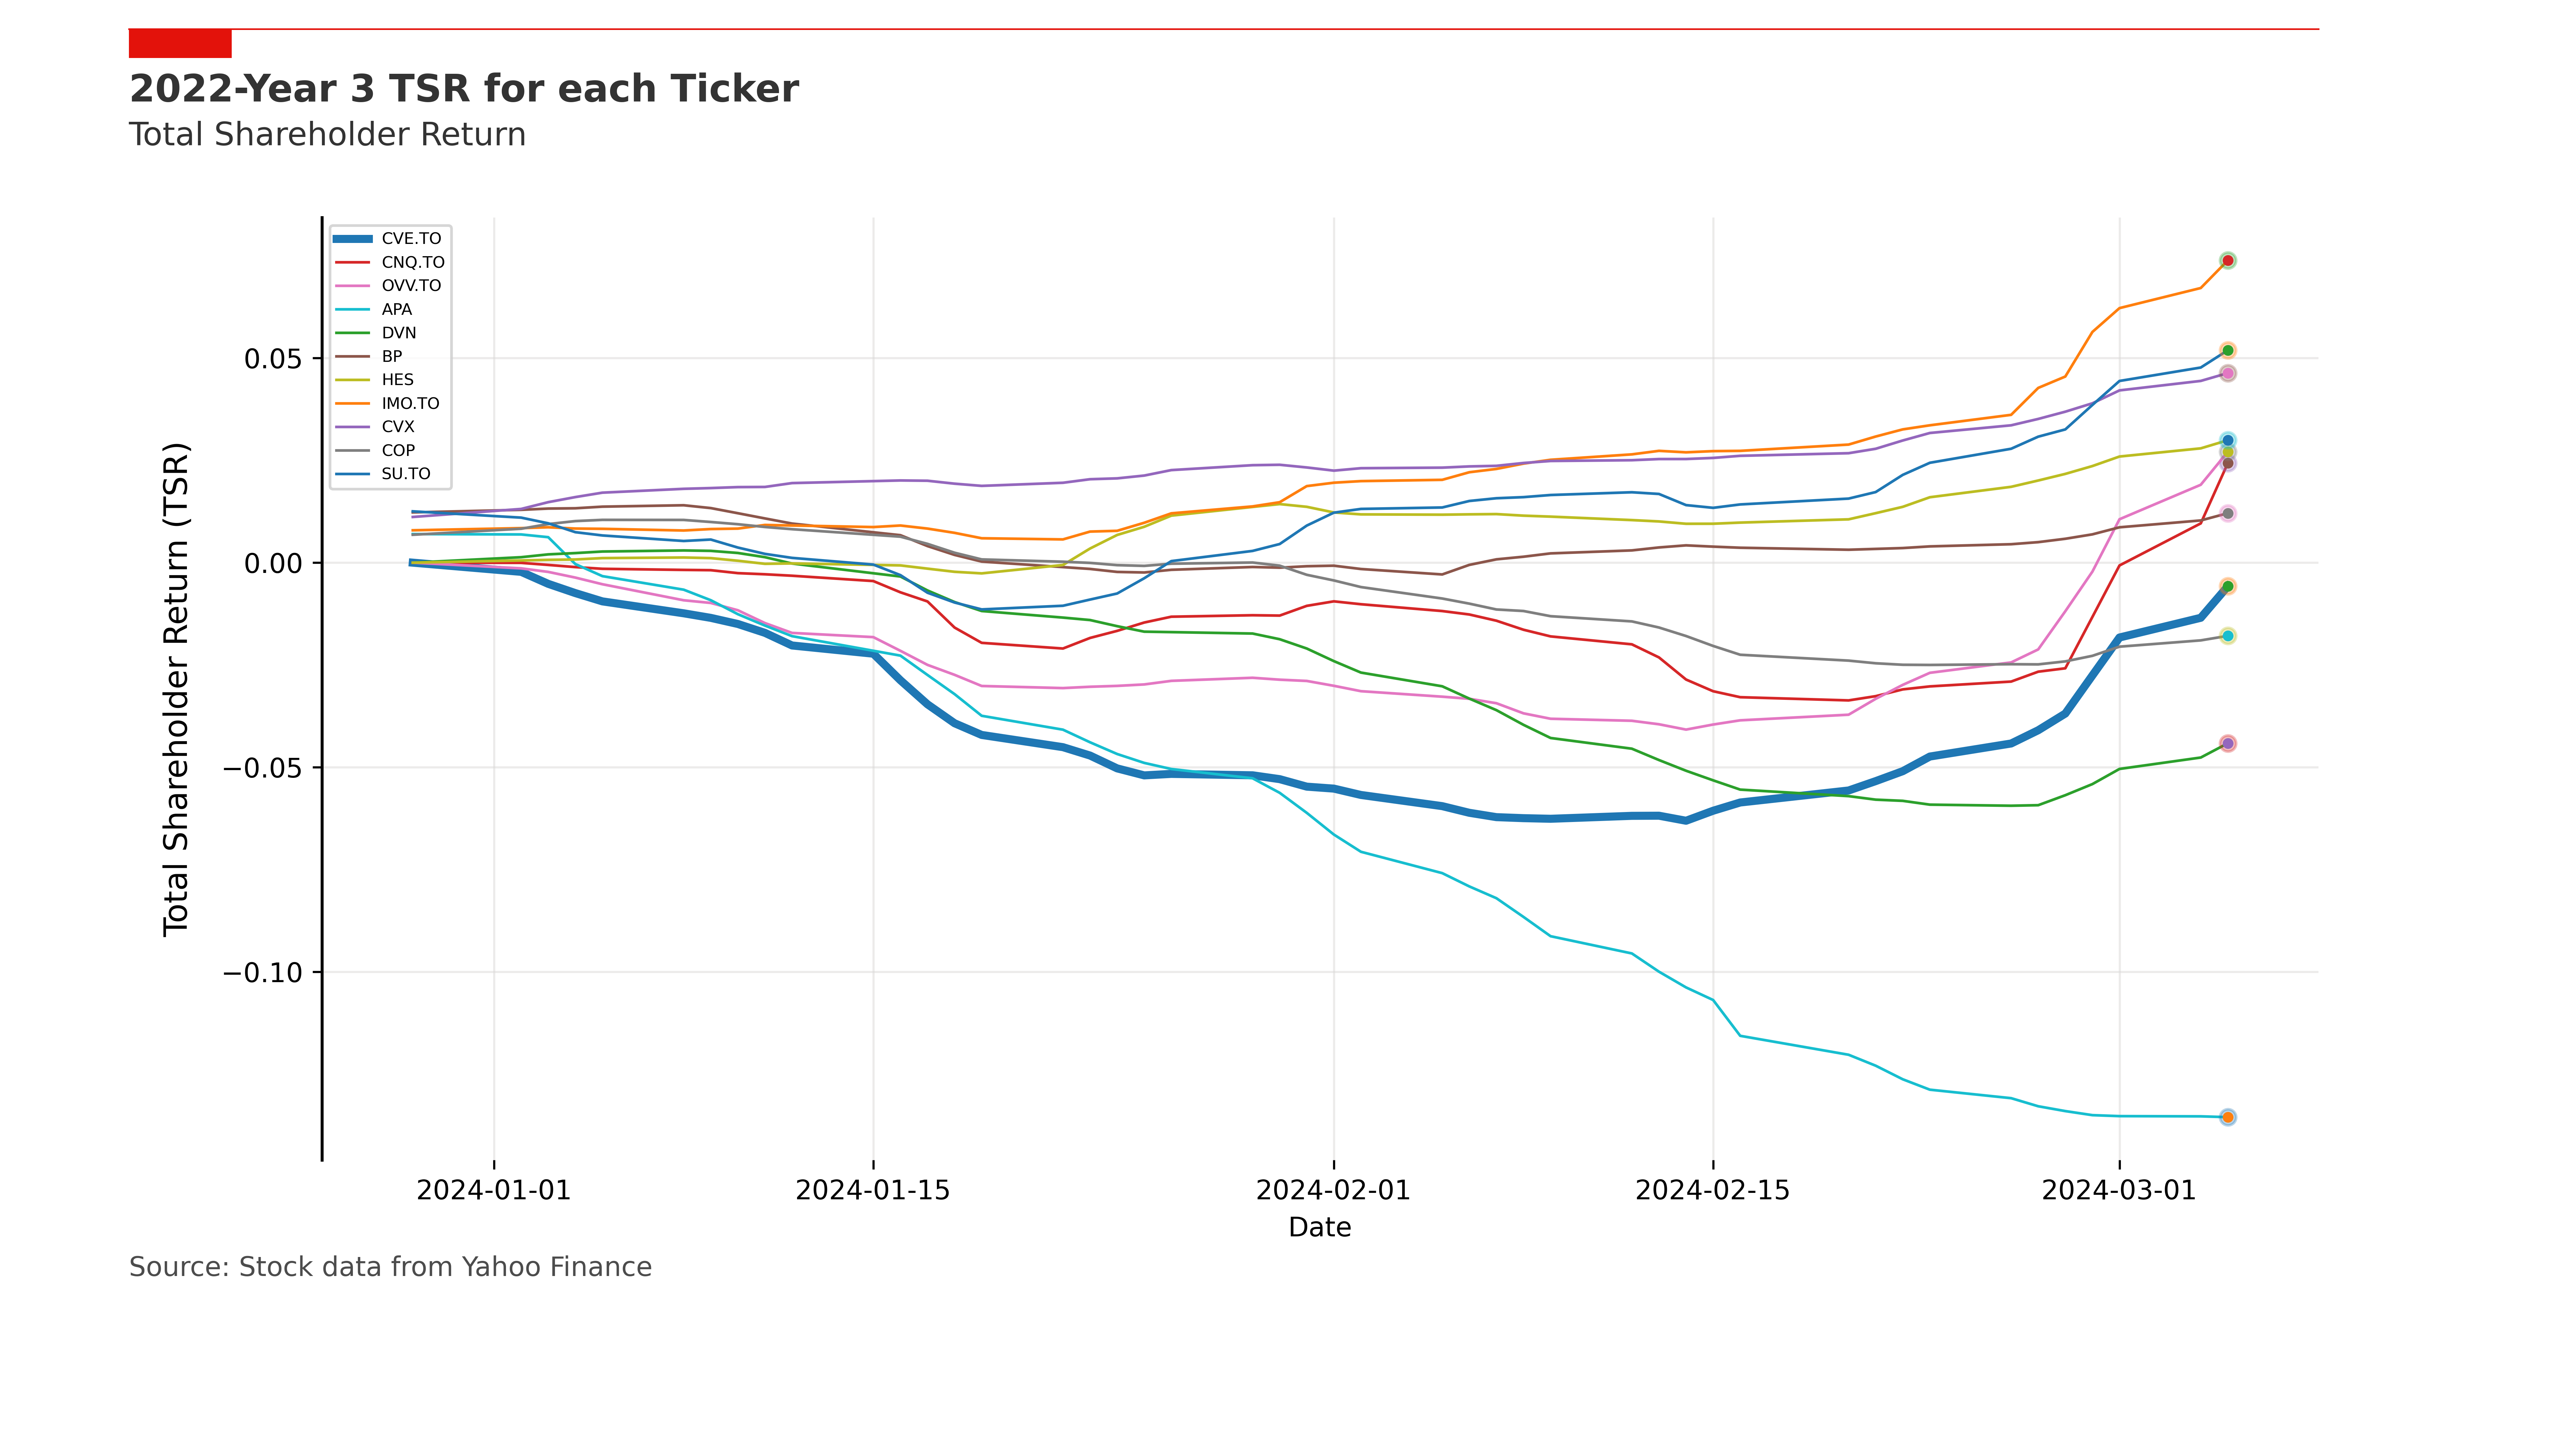 2022-Year 3 TSR for each Ticker
Total Shareholder Return
CVE.TO
CNQ.TO
OVV.TO
APA
DVN
BP
HES
IMO.TO
CVX
COP
SU.TO
Total Shareholder Return (TSR)
0.05
0.00
−0.05
−0.10
2024-01-01
2024-01-15
2024-02-01
2024-02-15
2024-03-01
Date
Source: Stock data from Yahoo Finance